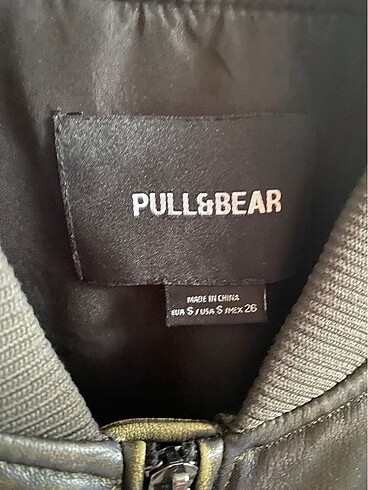 PULL&BEAR
MADE IN CHINA
EUR S / USA S / MEX 26